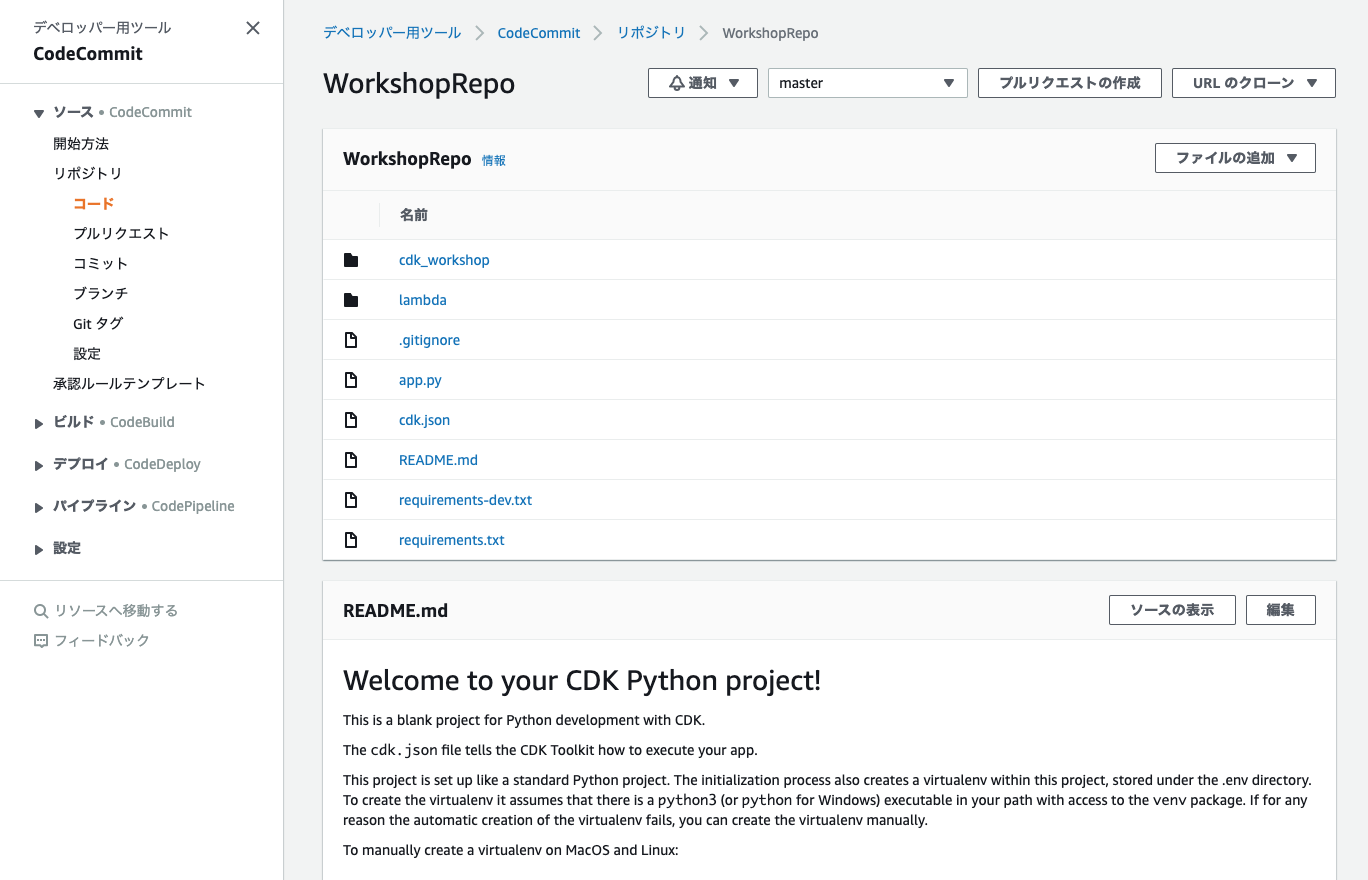 デベロッパー用ツール
CodeCommit
ソース • CodeCommit
開始方法
リポジトリ
コード
プルリクエスト
コミット
ブランチ
Git タグ
設定
承認ルールテンプレート
ビルド • CodeBuild
デプロイ • CodeDeploy
パイプライン • CodePipeline
設定
リソースへ移動する
フィードバック
デベロッパー用ツール CodeCommit リポジトリ WorkshopRepo
WorkshopRepo 通知 master プルリクエストの作成 URL のクローン
WorkshopRepo 情報 ファイルの追加
名前
cdk_workshop
lambda
.gitignore
app.py
cdk.json
README.md
requirements-dev.txt
requirements.txt
README.md ソースの表示 編集
Welcome to your CDK Python project!
This is a blank project for Python development with CDK.
The cdk.json file tells the CDK Toolkit how to execute your app.
This project is set up like a standard Python project. The initialization process also creates a virtualenv within this project, stored under the .env directory.
To create the virtualenv it assumes that there is a python3 (or python for Windows) executable in your path with access to the venv package. If for any
reason the automatic creation of the virtualenv fails, you can create the virtualenv manually.
To manually create a virtualenv on MacOS and Linux: